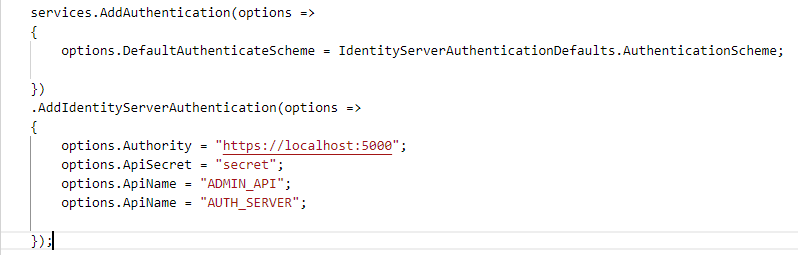 services.AddAuthentication(options =>
{
options.DefaultAuthenticateScheme = IdentityServerAuthenticationDefaults.AuthenticationScheme;
})
.AddIdentityServerAuthentication(options =>
{
options.Authority = "https://localhost:5000";
options.ApiSecret = "secret";
options.ApiName = "ADMIN_API";
options.ApiName = "AUTH_SERVER";
});